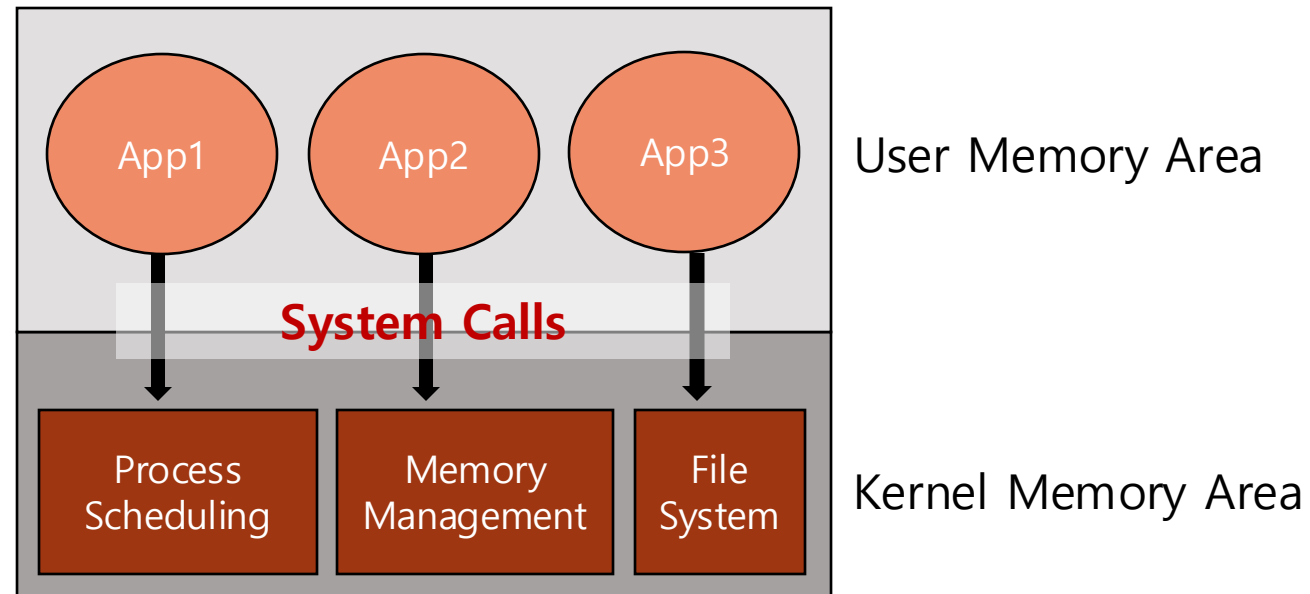 App1
App2
App3
User Memory Area
System Calls
Process
Scheduling
Memory
Management
File
System
Kernel Memory Area